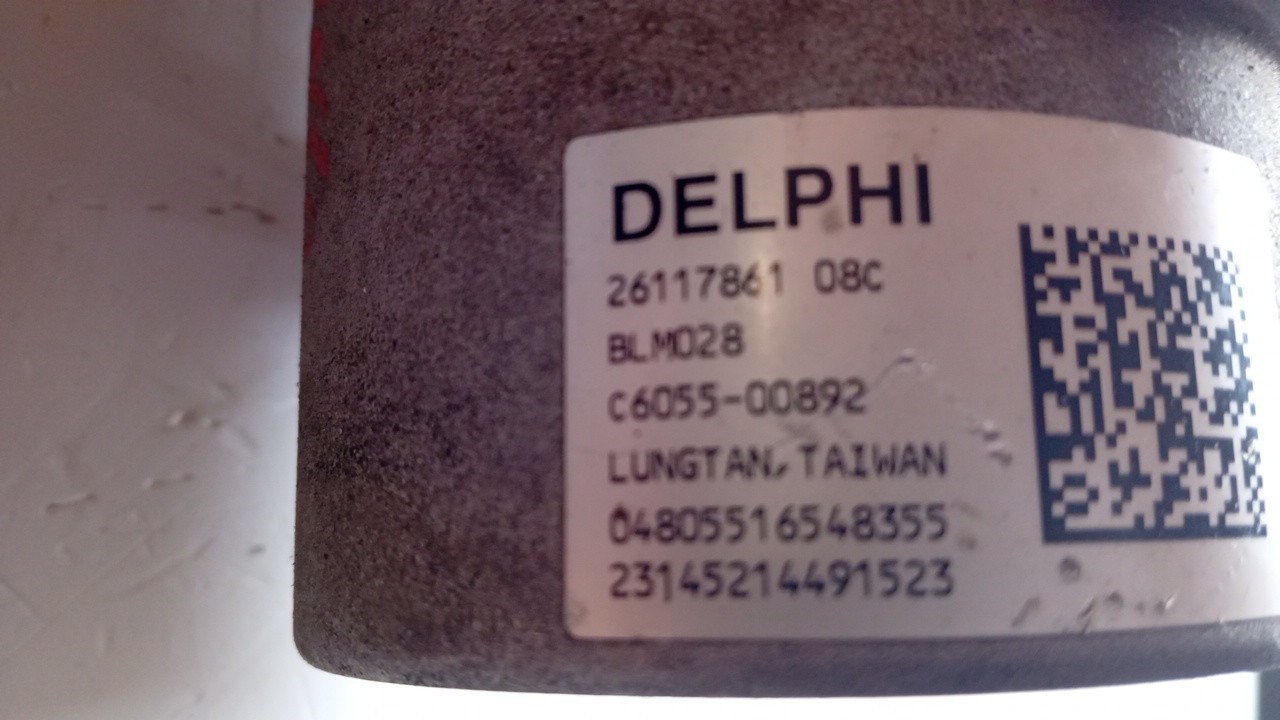 DELPHI
26117861 08C
BLM028
C6055-00892
LUNGTAN, TAIWAN
04805516548355
23145214491523